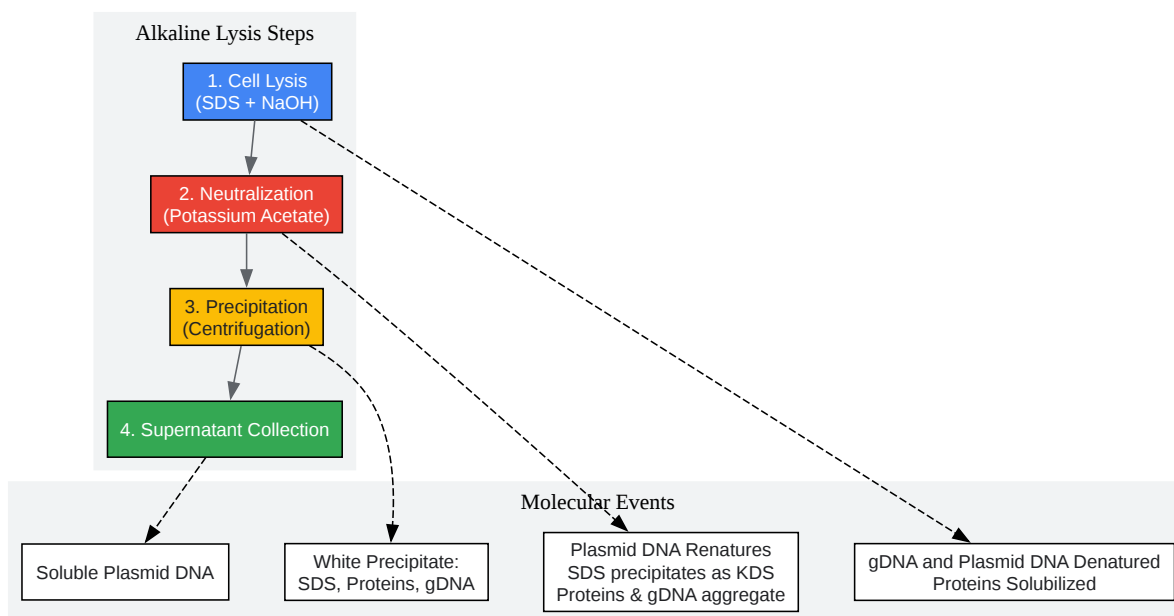 Alkaline Lysis Steps
1. Cell Lysis
(SDS + NaOH)
2. Neutralization
(Potassium Acetate)
3. Precipitation
(Centrifugation)
4. Supernatant Collection
Molecular Events
Soluble Plasmid DNA
White Precipitate:
SDS, Proteins, gDNA
Plasmid DNA Renatures
SDS precipitates as KDS
Proteins & gDNA aggregate
gDNA and Plasmid DNA Denatured
Proteins Solubilized